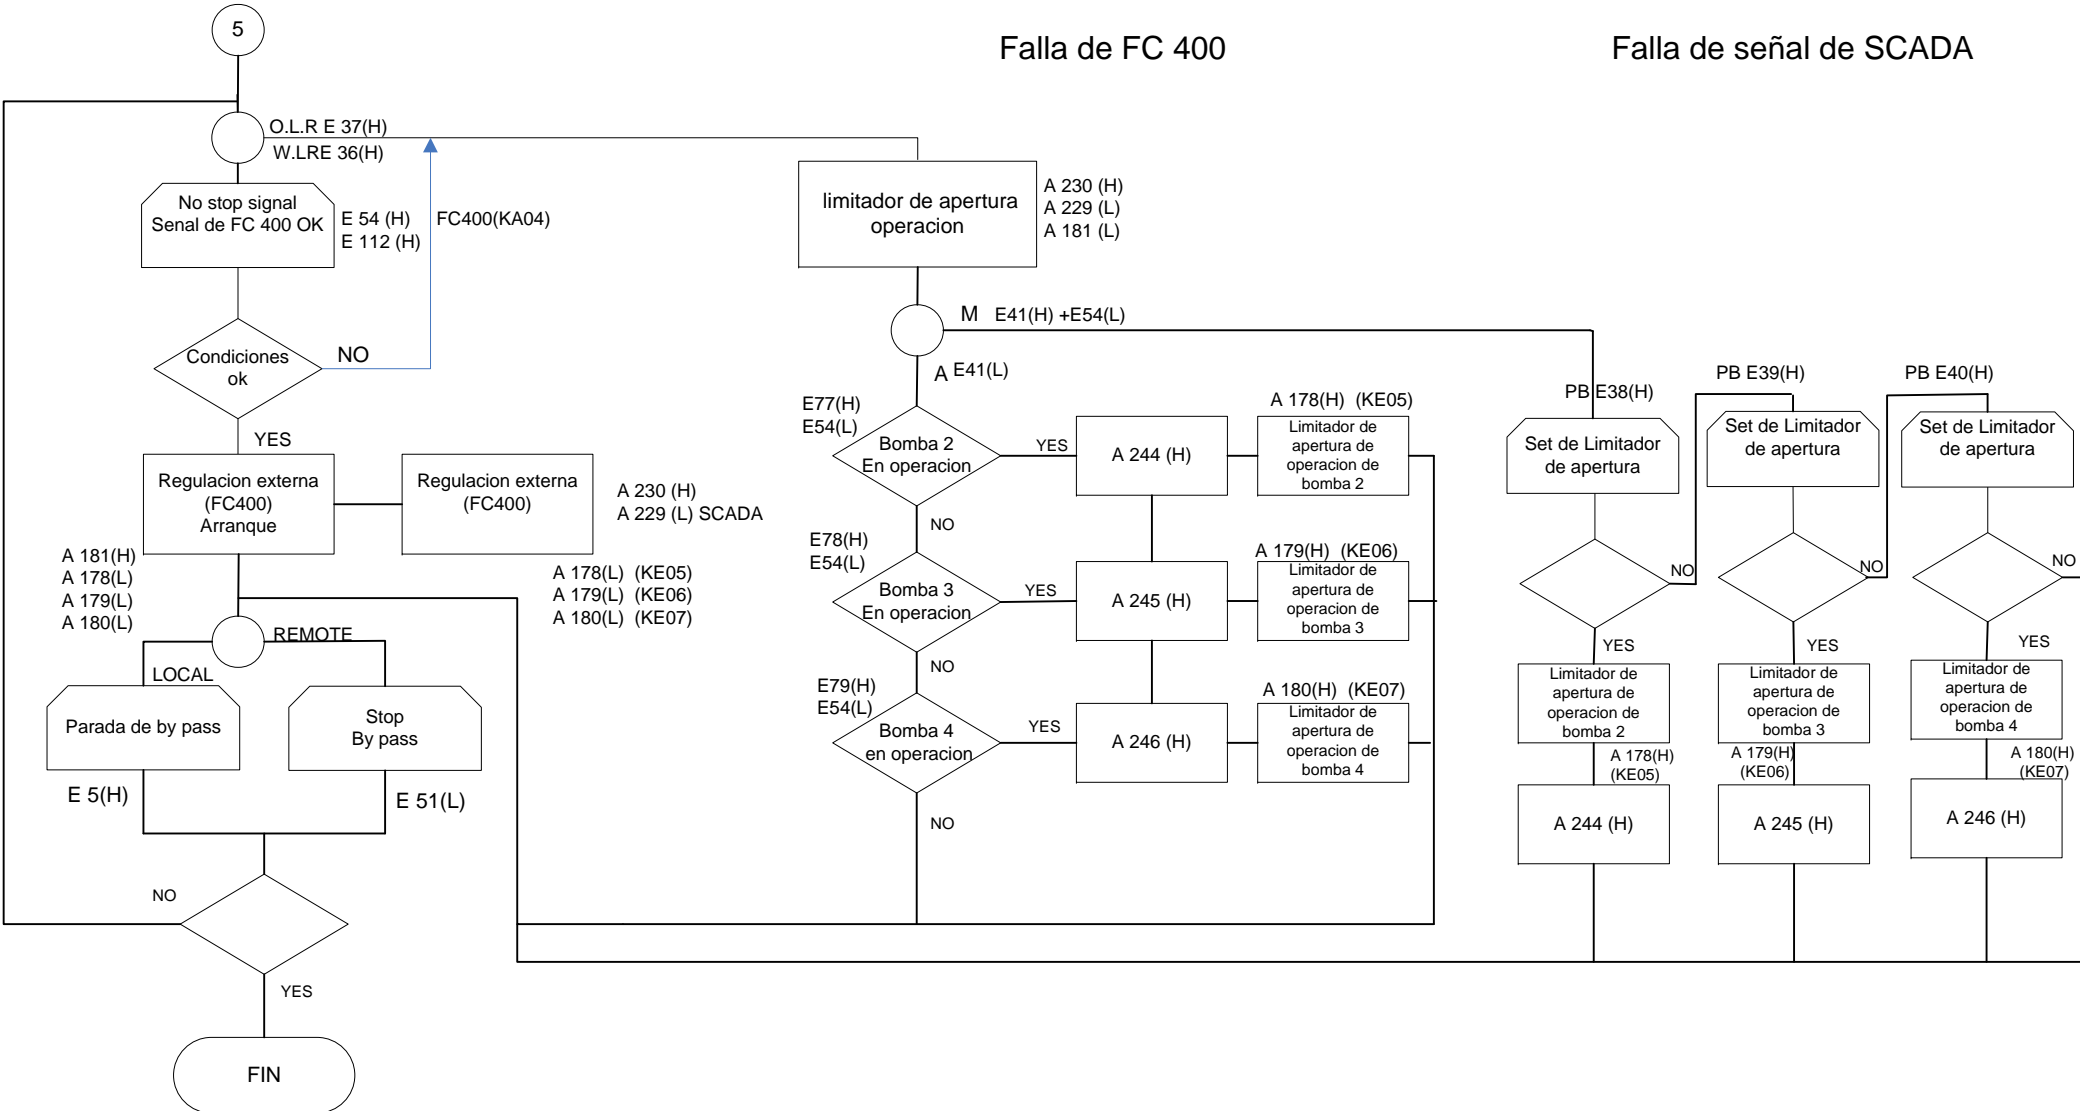 5
Falla de FC 400
Falla de señal de SCADA
O.L.R E 37(H)
W.LRE 36(H)
No stop signal
Senal de FC 400 OK
E 54 (H)
E 112 (H)
FC400(KA04)
Condiciones
ok
NO
YES
Regulacion externa
(FC400)
Arranque
Regulacion externa
(FC400)
A 230 (H)
A 229 (L) SCADA
A 181(H)
A 178(L)
A 179(L)
A 180(L)
A 178(L) (KE05)
A 179(L) (KE06)
A 180(L) (KE07)
REMOTE
LOCAL
Parada de by pass
Stop
By pass
E 5(H)
E 51(L)
NO
YES
FIN
limitador de apertura
operacion
A 230 (H)
A 229 (L)
A 181 (L)
M E41(H) +E54(L)
A E41(L)
E77(H)
E54(L)
Bomba 2
En operacion
YES
A 244 (H)
A 178(H) (KE05)
Limitador de
apertura de
operacion de
bomba 2
NO
E78(H)
E54(L)
Bomba 3
En operacion
YES
A 245 (H)
A 179(H) (KE06)
Limitador de
apertura de
operacion de
bomba 3
NO
E79(H)
E54(L)
Bomba 4
en operacion
YES
A 246 (H)
A 180(H) (KE07)
Limitador de
apertura de
operacion de
bomba 4
NO
PB E38(H)
Set de Limitador
de apertura
NO
YES
Limitador de
apertura de
operacion de
bomba 2
A 178(H)
(KE05)
A 244 (H)
PB E39(H)
Set de Limitador
de apertura
NO
YES
Limitador de
apertura de
operacion de
bomba 3
A 179(H)
(KE06)
A 245 (H)
PB E40(H)
Set de Limitador
de apertura
NO
YES
Limitador de
apertura de
operacion de
bomba 4
A 180(H)
(KE07)
A 246 (H)